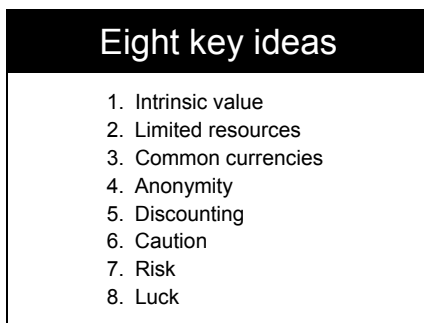 Eight key ideas
1. Intrinsic value
2. Limited resources
3. Common currencies
4. Anonymity
5. Discounting
6. Caution
7. Risk
8. Luck